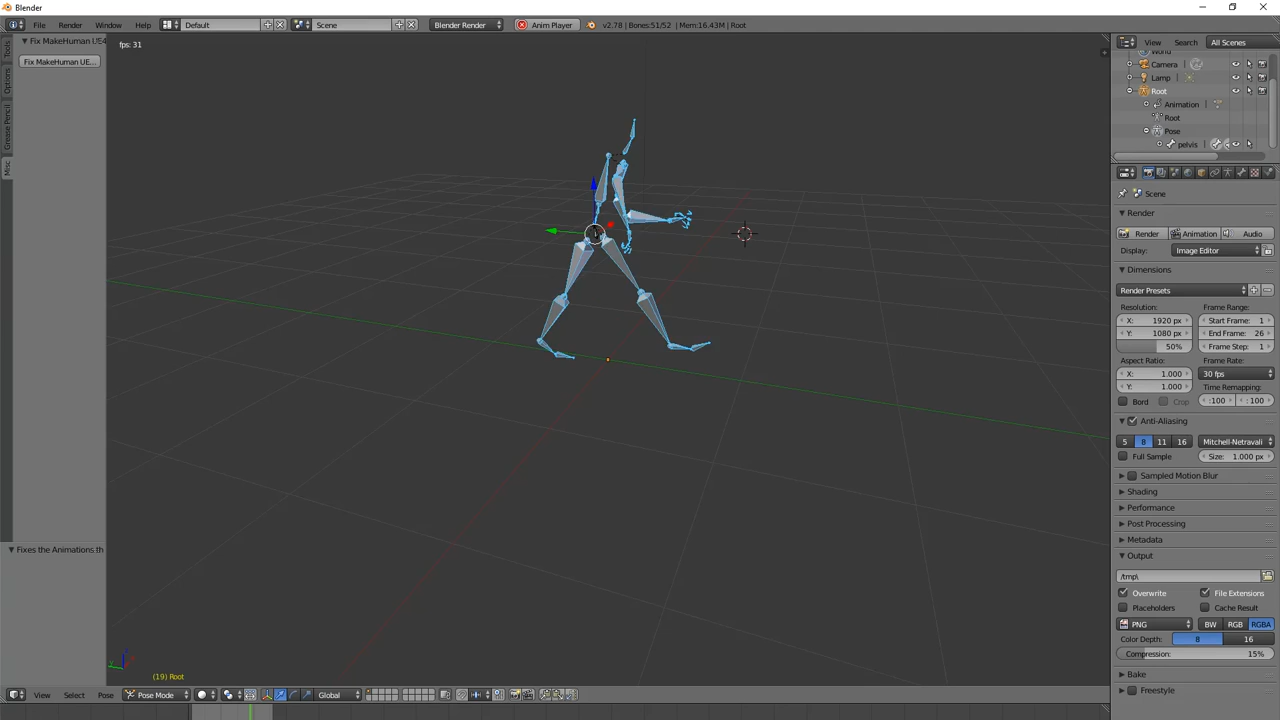 Blender
File Render Window Help Default Scene Blender Render Anim Player v2.78 | Bones:51/52 | Mem:16.43M | Root
View Search All Scenes
Fix MakeHuman UE4
Fix MakeHuman UE...
fps: 31
Tools
Options
Grease Pencil
Misc
World
Camera
Lamp
Root
Animation
Root
Pose
pelvis
Scene
Render
Render Animation Audio
Display: Image Editor
Dimensions
Render Presets
Resolution: Frame Range:
X: 1920 px Start Frame: 1
Y: 1080 px End Frame: 26
50% Frame Step: 1
Aspect Ratio: Frame Rate:
X: 1.000 30 fps
Y: 1.000 Time Remapping:
Bord Crop :100 : 100
Anti-Aliasing
5 8 11 16 Mitchell-Netravali
Full Sample Size: 1.000 px
Sampled Motion Blur
Shading
Performance
Post Processing
Metadata
Output
/tmp\
Overwrite File Extensions
Placeholders Cache Result
PNG BW RGB RGBA
Color Depth: 8 16
Compression: 15%
Bake
Freestyle
Fixes the Animations th
y z x
(19) Root
View Select Pose Pose Mode Global